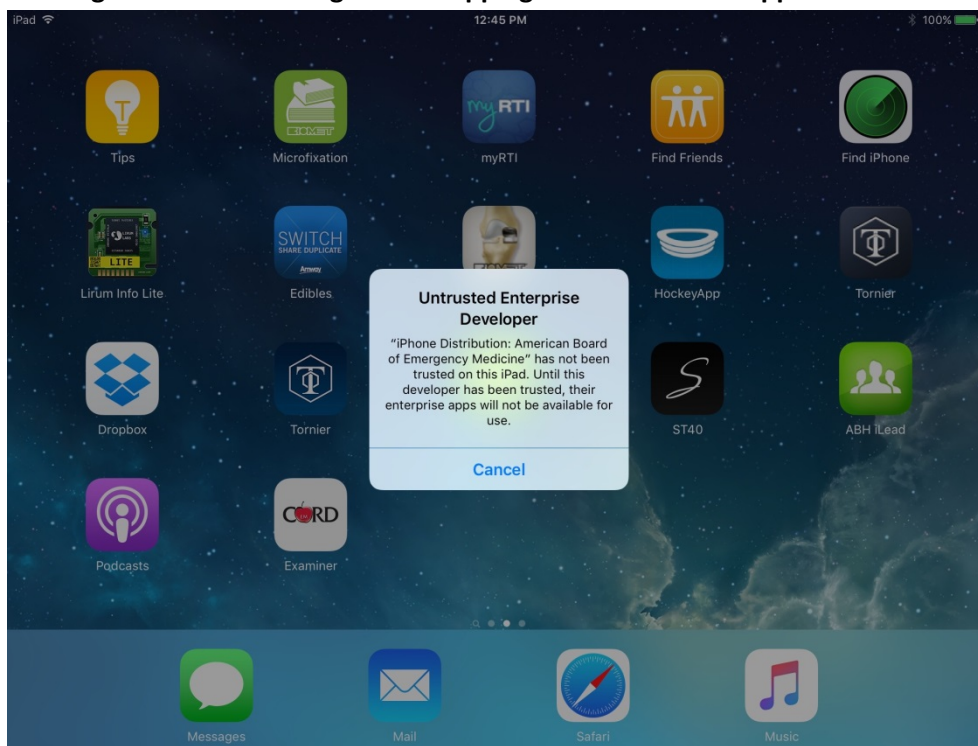 iPad 12:45 PM 100%
T
COMET
myRTI
Tips Microfixation myRTI Find Friends Find iPhone
LITE
SWITCH
SHARE DUPLICATE
Amway
Lirum Info Lite Edibles HockeyApp Tornier
Untrusted Enterprise
Developer
“iPhone Distribution: American Board
of Emergency Medicine” has not been
trusted on this iPad. Until this
developer has been trusted, their
enterprise apps will not be available for
use.
Cancel
Dropbox Tornier ST40 ABH iLead
CORD
Podcasts Examiner
Messages Mail Safari Music